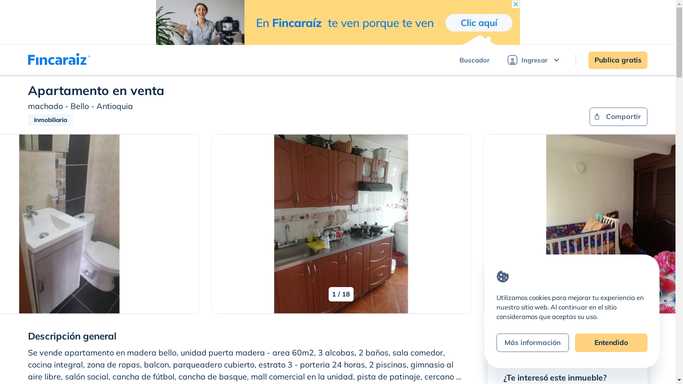 En Fincaraíz te ven porque te ven
Clic aquí
Fincaraiz
Buscador
Ingresar
Publica gratis
Apartamento en venta
machado - Bello - Antioquia
Inmobiliaria
Compartir
1 / 18
Utilizamos cookies para mejorar tu experiencia en
nuestro sitio web. Al continuar en el sitio
consideramos que aceptas su uso.
Más información
Entendido
Descripción general
Se vende apartamento en madera bello, unidad puerta madera - area 60m2, 3 alcobas, 2 baños, sala comedor,
cocina integral, zona de ropas, balcon, parqueadero cubierto, estrato 3 - porteria 24 horas, 2 piscinas, gimnasio al
aire libre, salón social, cancha de fútbol, cancha de basque, mall comercial en la unidad, pista de patinaje, cercano ...
¿Te interesó este inmueble?